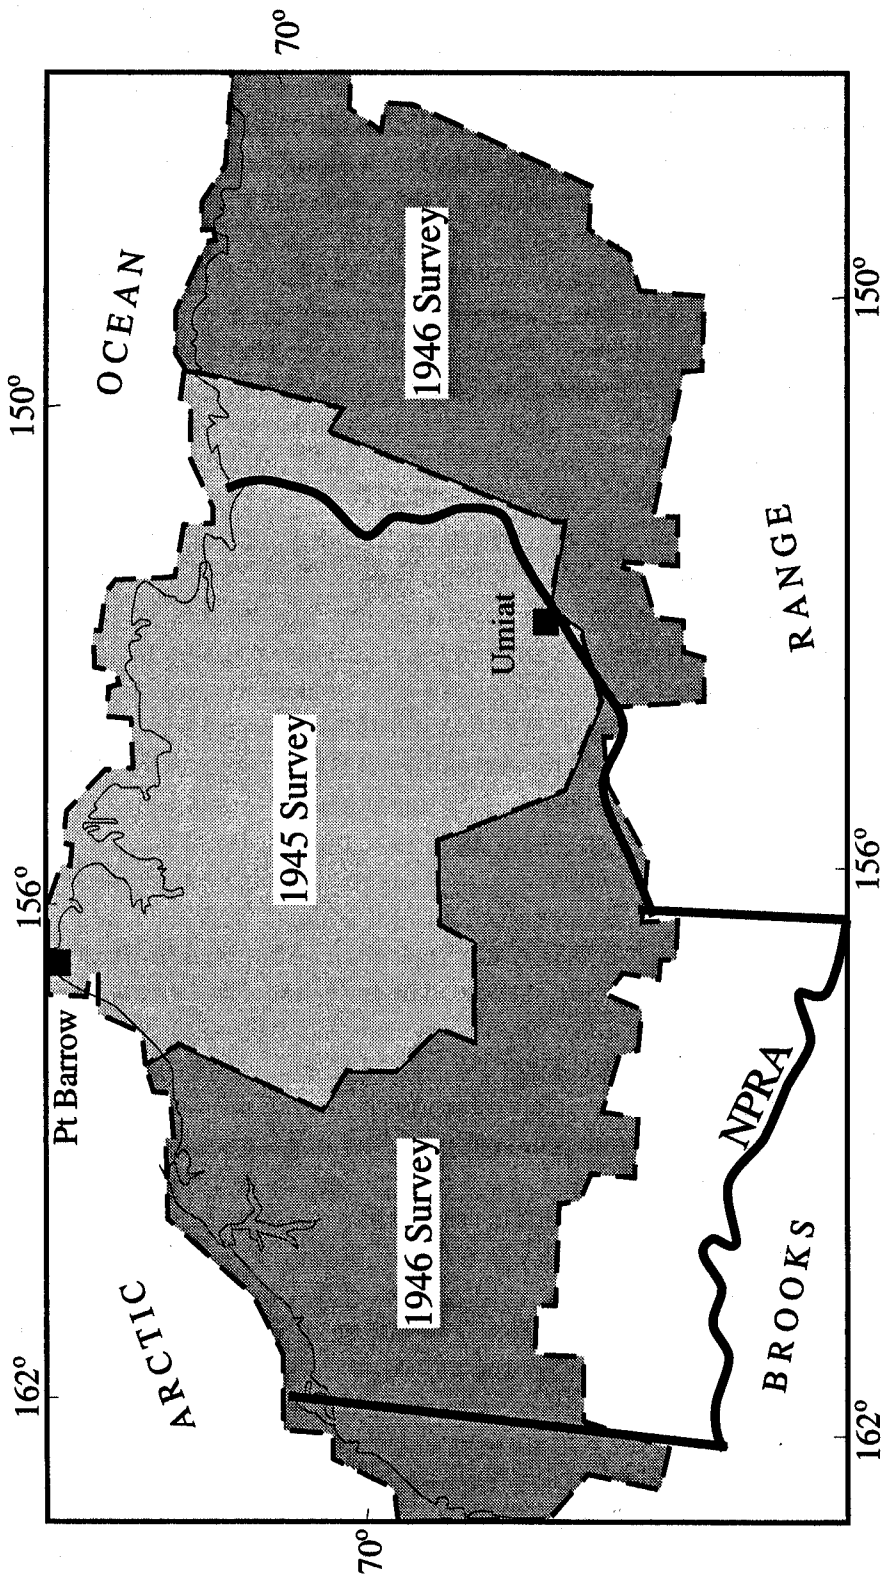 162°
156°
150°
ARCTIC
OCEAN
Pt Barrow
70°
70°
1945 Survey
1946 Survey
1946 Survey
Umiat
NPRA
BROOKS
RANGE
162°
156°
150°